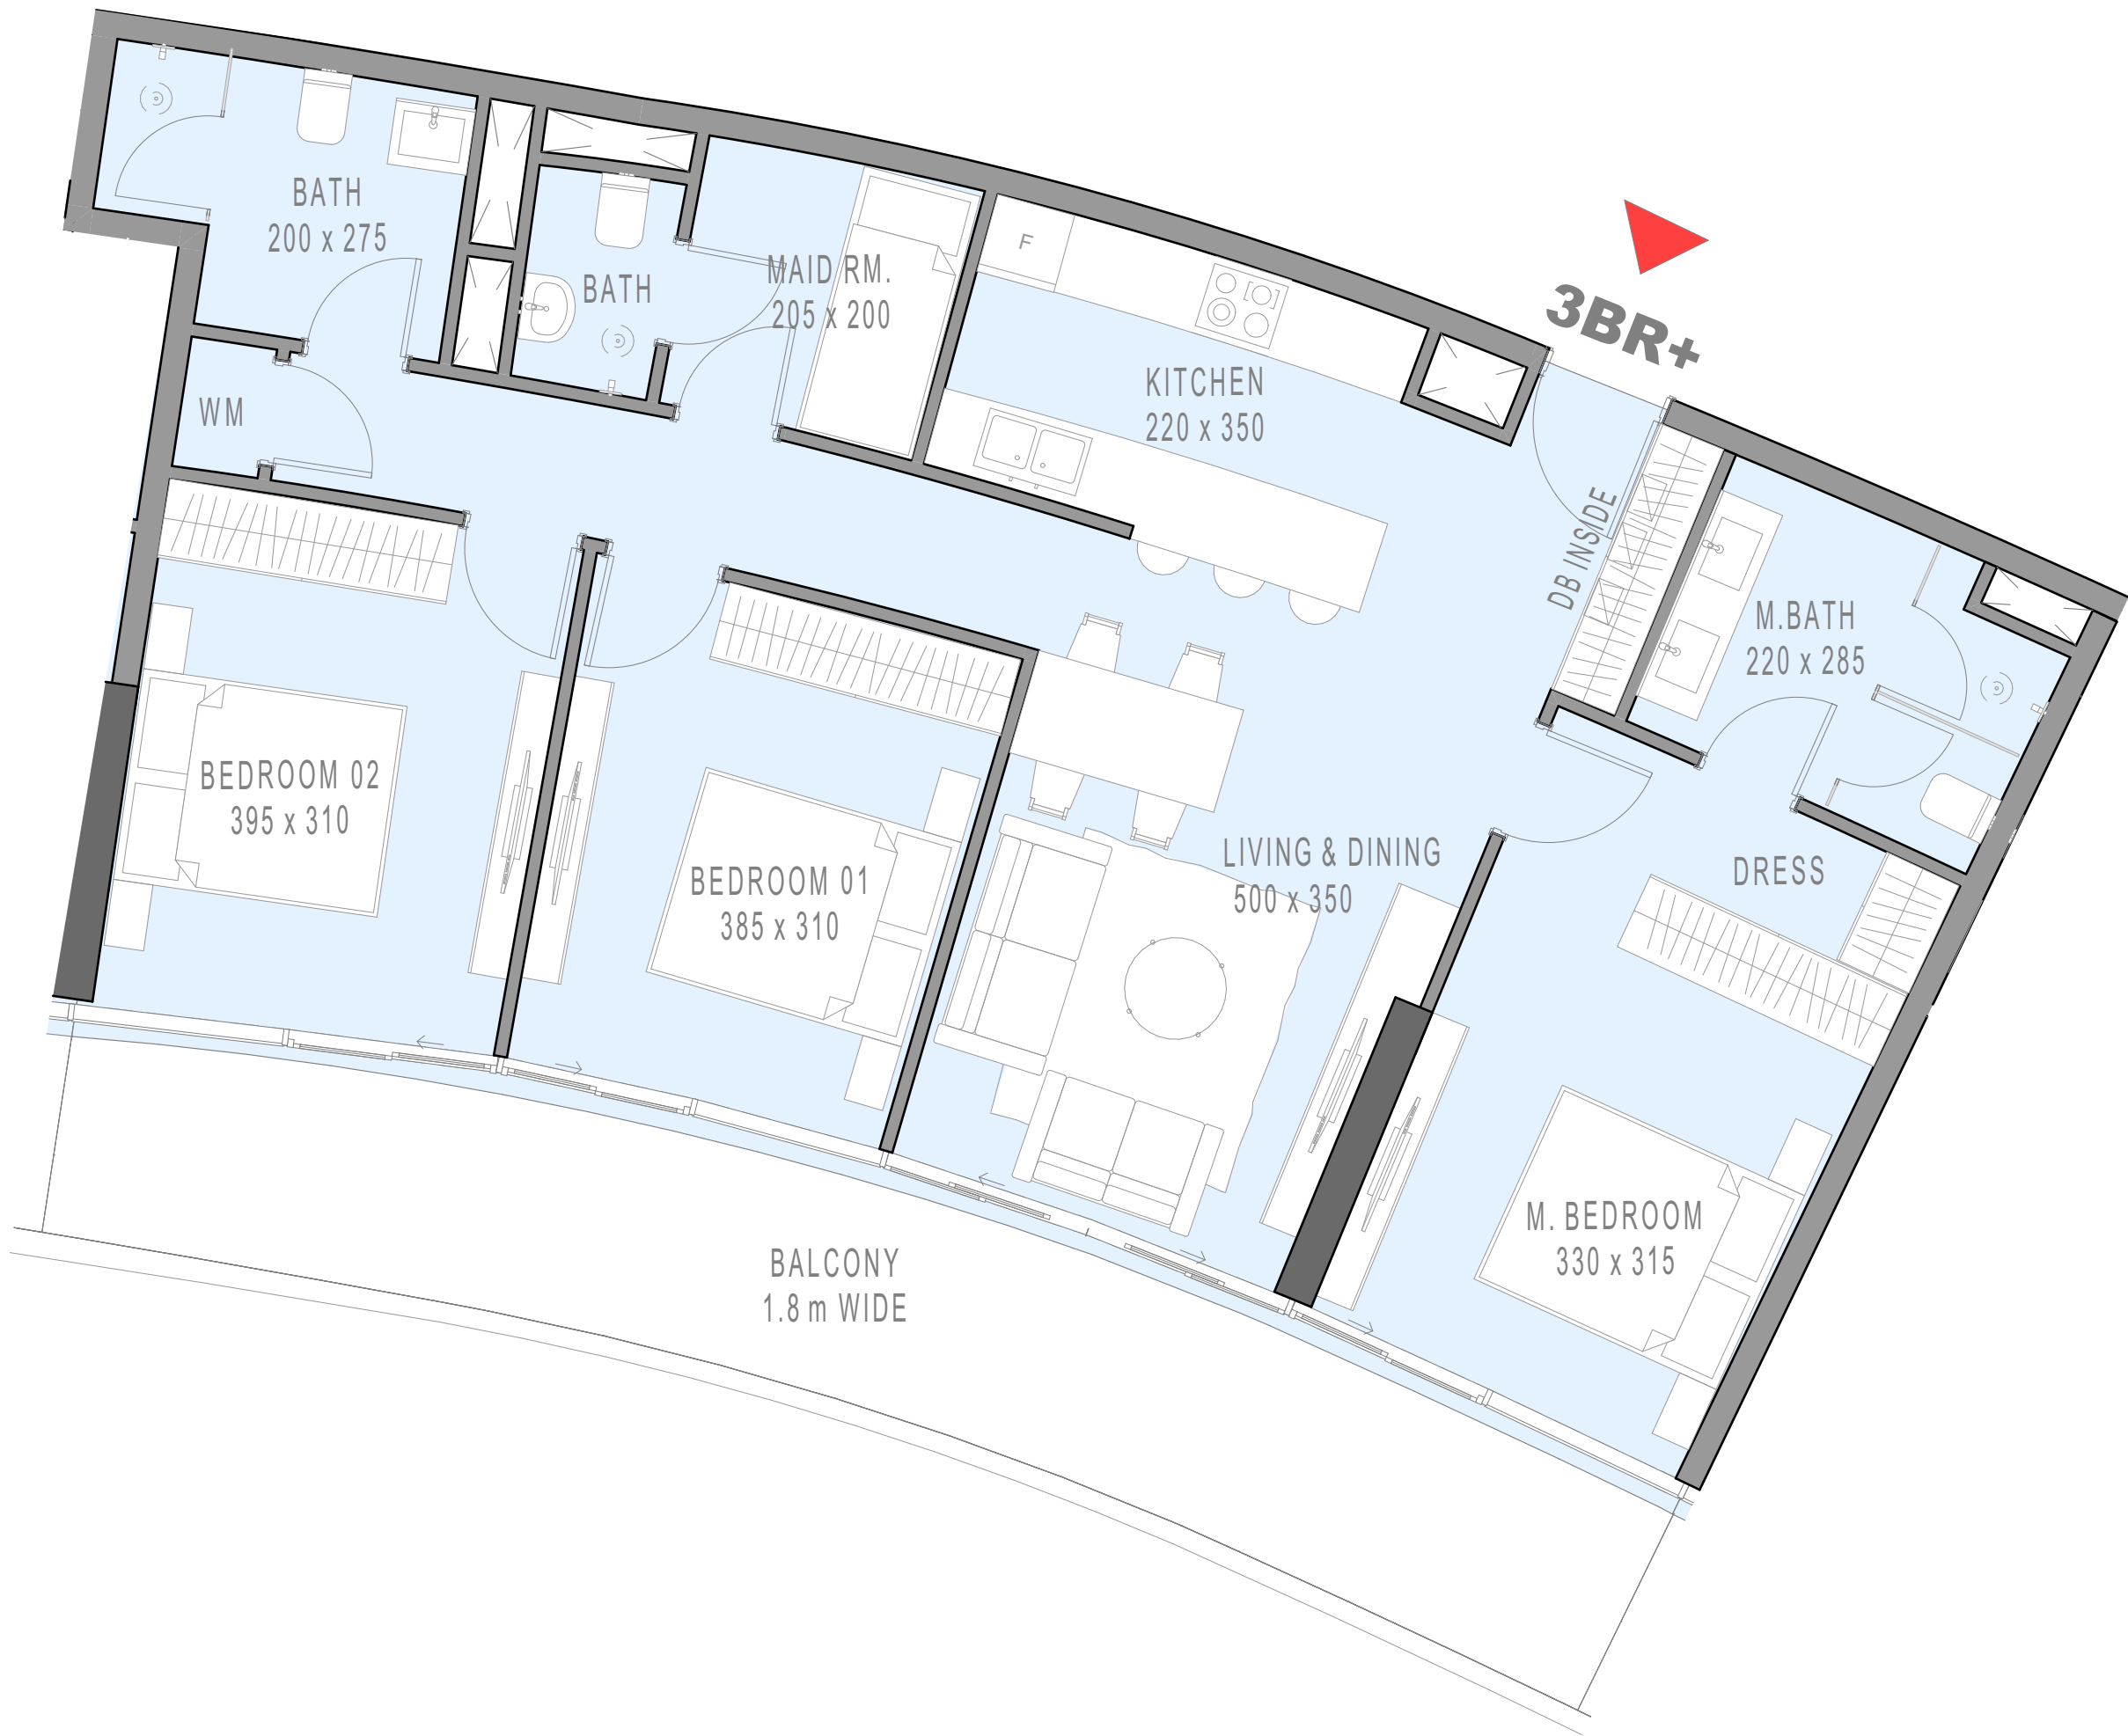 BATH
200 x 275
BATH
MAID RM.
205 x 200
F
3BR+
KITCHEN
220 x 350
WM
DB INSIDE
M.BATH
220 x 285
BEDROOM 02
395 x 310
BEDROOM 01
385 x 310
LIVING & DINING
500 x 350
DRESS
M. BEDROOM
330 x 315
BALCONY
1.8 m WIDE